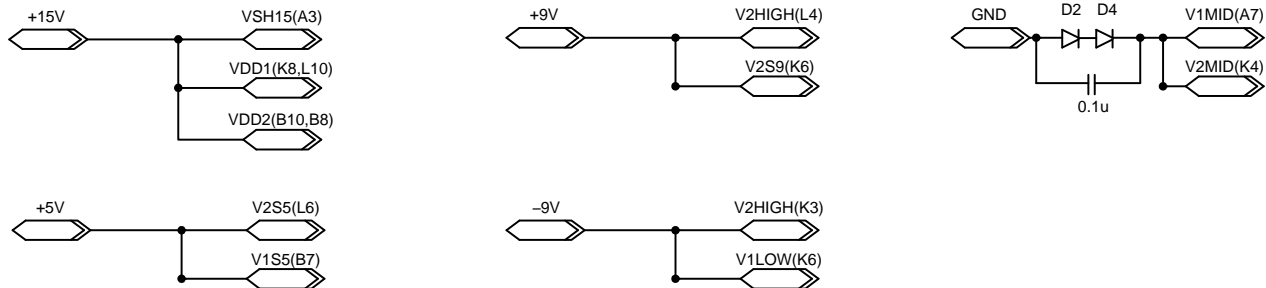 +15V
VSH15(A3)
VDD1(K8,L10)
VDD2(B10,B8)
+9V
V2HIGH(L4)
V2S9(K6)
GND
D2 D4
0.1u
V1MID(A7)
V2MID(K4)
+5V
V2S5(L6)
V1S5(B7)
–9V
V2HIGH(K3)
V1LOW(K6)